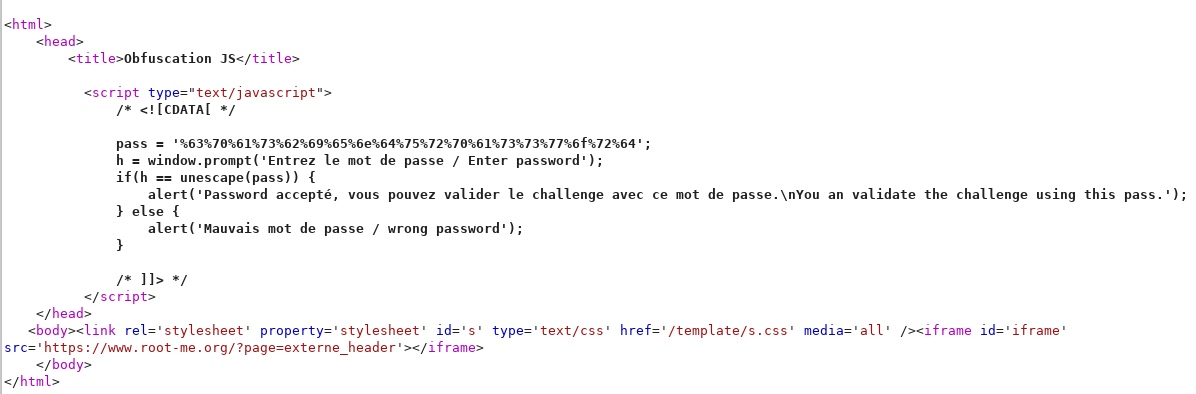 <html>
<head>
<title>Obfuscation JS</title>
<script type="text/javascript">
/* <![CDATA[ */
pass = '%63%70%61%73%62%69%65%6e%64%75%72%70%61%73%73%77%6f%72%64';
h = window.prompt('Entrez le mot de passe / Enter password');
if(h == unescape(pass)) {
alert('Password accepté, vous pouvez valider le challenge avec ce mot de passe.\nYou an validate the challenge using this pass.');
} else {
alert('Mauvais mot de passe / wrong password');
}
/* ]]> */
</script>
</head>
<body><link rel='stylesheet' property='stylesheet' id='s' type='text/css' href='/template/s.css' media='all' /><iframe id='iframe'
src='https://www.root-me.org/?page=externe_header'></iframe>
</body>
</html>